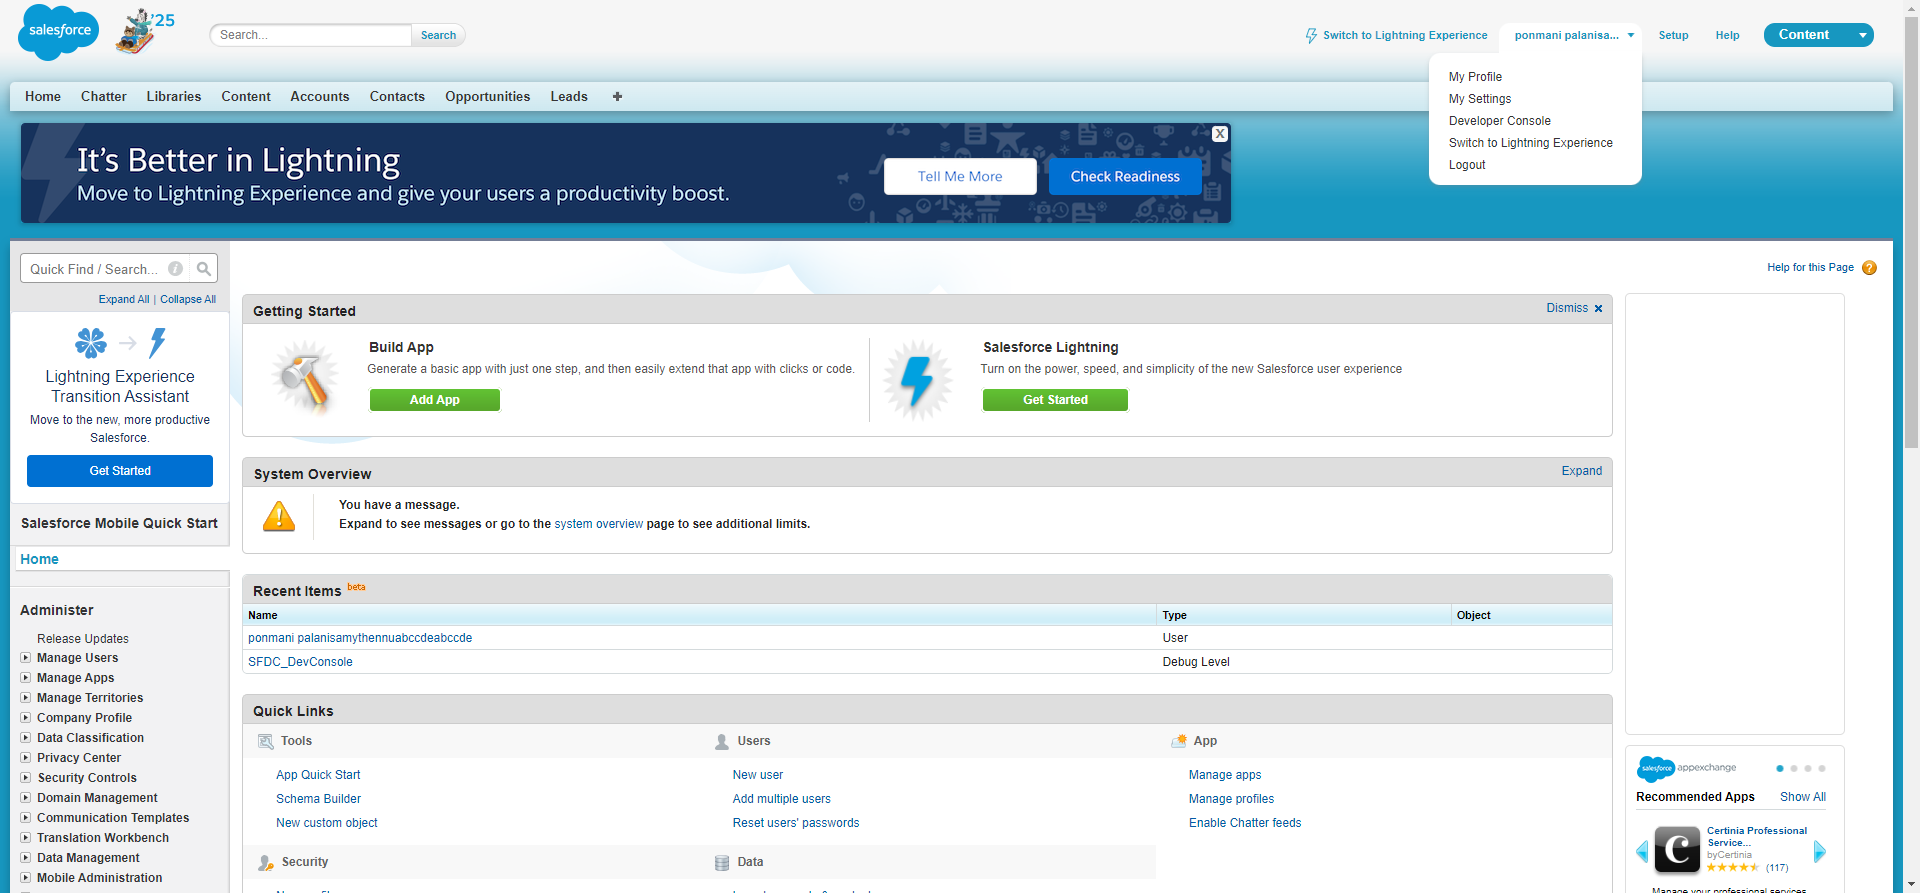 salesforce
'25
Search...
Search
Switch to Lightning Experience
ponmani palanisa...
Setup
Help
Content
My Profile
My Settings
Developer Console
Switch to Lightning Experience
Logout
Home
Chatter
Libraries
Content
Accounts
Contacts
Opportunities
Leads
+
It's Better in Lightning
Move to Lightning Experience and give your users a productivity boost.
Tell Me More
Check Readiness
X
Quick Find / Search...
Expand All | Collapse All
Lightning Experience
Transition Assistant
Move to the new, more productive
Salesforce.
Get Started
Salesforce Mobile Quick Start
Home
Administer
Release Updates
Manage Users
Manage Apps
Manage Territories
Company Profile
Data Classification
Privacy Center
Security Controls
Domain Management
Communication Templates
Translation Workbench
Data Management
Mobile Administration
Help for this Page ?
Getting Started
Dismiss x
Build App
Generate a basic app with just one step, and then easily extend that app with clicks or code.
Add App
Salesforce Lightning
Turn on the power, speed, and simplicity of the new Salesforce user experience
Get Started
System Overview
Expand
You have a message.
Expand to see messages or go to the system overview page to see additional limits.
Recent Items beta
Name Type Object
ponmani palanisamythennuabccdeabccde User
SFDC_DevConsole Debug Level
Quick Links
Tools
App Quick Start
Schema Builder
New custom object
Users
New user
Add multiple users
Reset users' passwords
App
Manage apps
Manage profiles
Enable Chatter feeds
Security
Data
salesforce appexchange
Recommended Apps
Show All
C
Certinia Professional
Service...
byCertinia
(117)
Manage your professional services